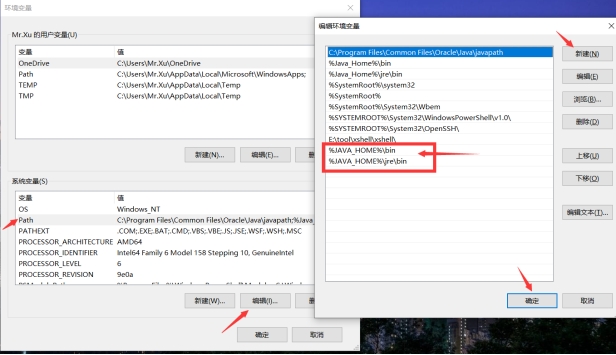 环境变量
Mr.Xu 的用户变量(U)
变量 值
OneDrive C:\Users\Mr.Xu\OneDrive
Path C:\Users\Mr.Xu\AppData\Local\Microsoft\WindowsApps;
TEMP C:\Users\Mr.Xu\AppData\Local\Temp
TMP C:\Users\Mr.Xu\AppData\Local\Temp
新建(N)... 编辑(E)...
系统变量(S)
变量 值
OS Windows_NT
Path C:\Program Files\Common Files\Oracle\Java\javapath;%Java_
PATHEXT .COM;.EXE;.BAT;.CMD;.VBS;.VBE;.JS;.JSE;.WSF;.WSH;.MSC
PROCESSOR_ARCHITECTURE AMD64
PROCESSOR_IDENTIFIER Intel64 Family 6 Model 158 Stepping 10, GenuineIntel
PROCESSOR_LEVEL 6
PROCESSOR_REVISION 9e0a
新建(W)... 编辑(I)...
确定 取消
编辑环境变量
C:\Program Files\Common Files\Oracle\Java\javapath
%Java_Home%\bin
%Java_Home%\jre\bin
%SystemRoot%\system32
%SystemRoot%
%SystemRoot%\System32\Wbem
%SYSTEMROOT%\System32\WindowsPowerShell\v1.0\
%SYSTEMROOT%\System32\OpenSSH\
E:\tool\xshell\xshell\
%JAVA_HOME%\bin
%JAVA_HOME%\jre\bin
新建(N)
编辑(E)
浏览(B)...
删除(D)
上移(U)
下移(O)
编辑文本(T)...
确定 取消